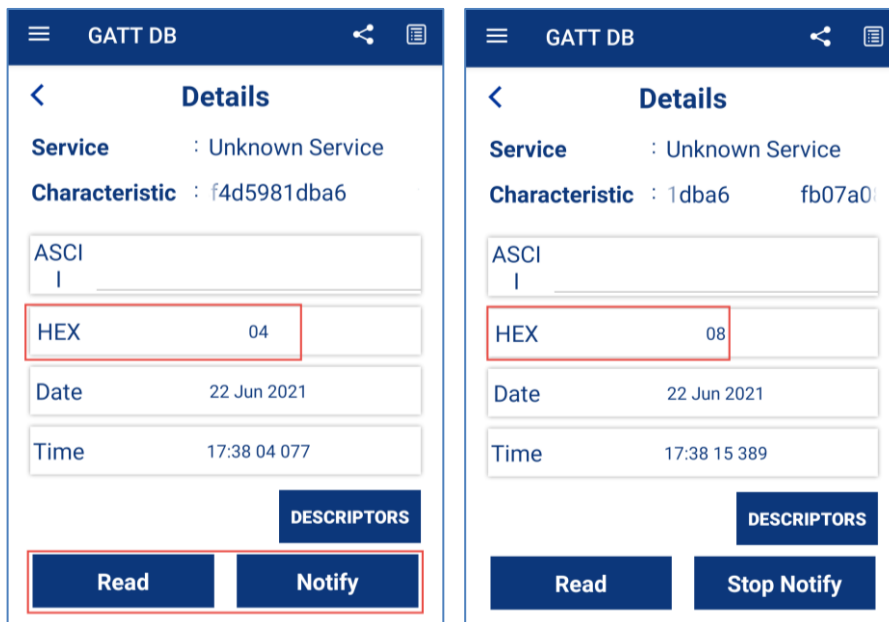 GATT DB
Details
Service : Unknown Service
Characteristic : f4d5981dba6
ASCI
I
HEX 04
Date 22 Jun 2021
Time 17:38 04 077
DESCRIPTORS
Read Notify
GATT DB
Details
Service : Unknown Service
Characteristic : 1dba6 fb07a0
ASCI
I
HEX 08
Date 22 Jun 2021
Time 17:38 15 389
DESCRIPTORS
Read Stop Notify